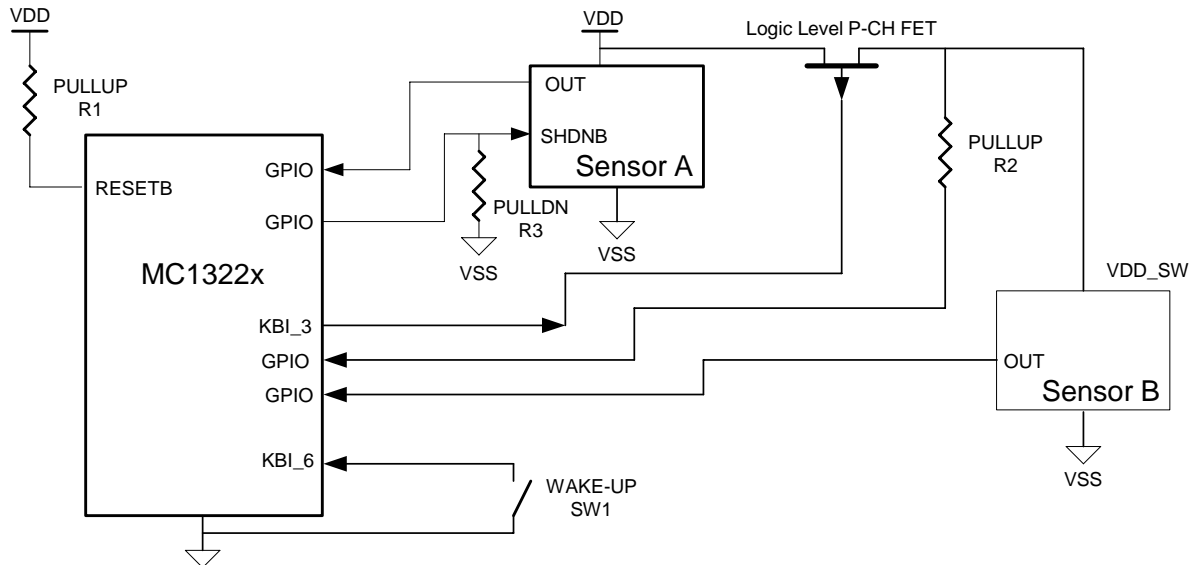 VDD
PULLUP
R1
RESETB
MC1322x
GPIO
GPIO
KBI_3
GPIO
GPIO
KBI_6
VDD
OUT
SHDNB
Sensor A
PULLDN
R3
VSS
VSS
Logic Level P-CH FET
PULLUP
R2
VDD_SW
OUT
Sensor B
VSS
WAKE-UP
SW1